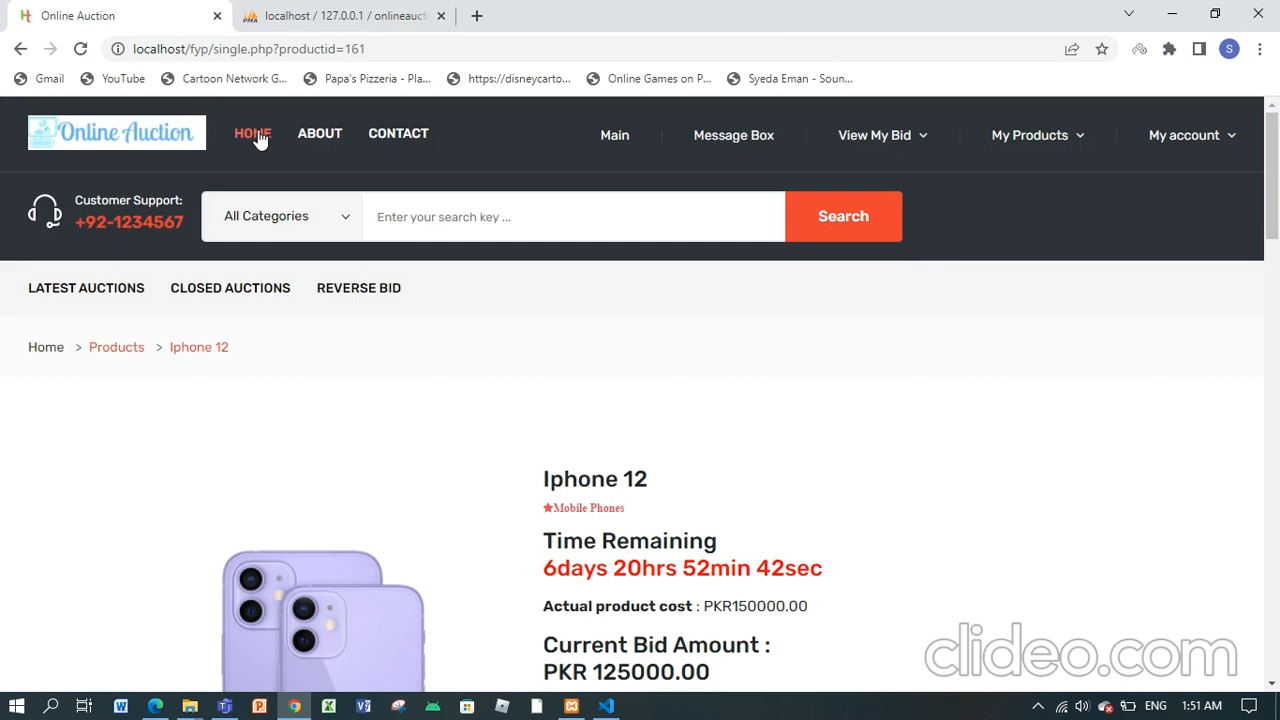 Online Auction
localhost / 127.0.0.1 / onlineauct
localhost/fyp/single.php?productid=161
S
Gmail
YouTube
Cartoon Network G...
Papa's Pizzeria - Pla...
https://disneycarto...
Online Games on P...
Syeda Eman - Soun...
Online Auction
HOME
ABOUT
CONTACT
Main
Message Box
View My Bid
My Products
My account
Customer Support:
+92-1234567
All Categories
Enter your search key ...
Search
LATEST AUCTIONS
CLOSED AUCTIONS
REVERSE BID
Home > Products > Iphone 12
Iphone 12
Mobile Phones
Time Remaining
6days 20hrs 52min 42sec
Actual product cost : PKR150000.00
Current Bid Amount :
PKR 125000.00
clideo.com
ENG
1:51 AM